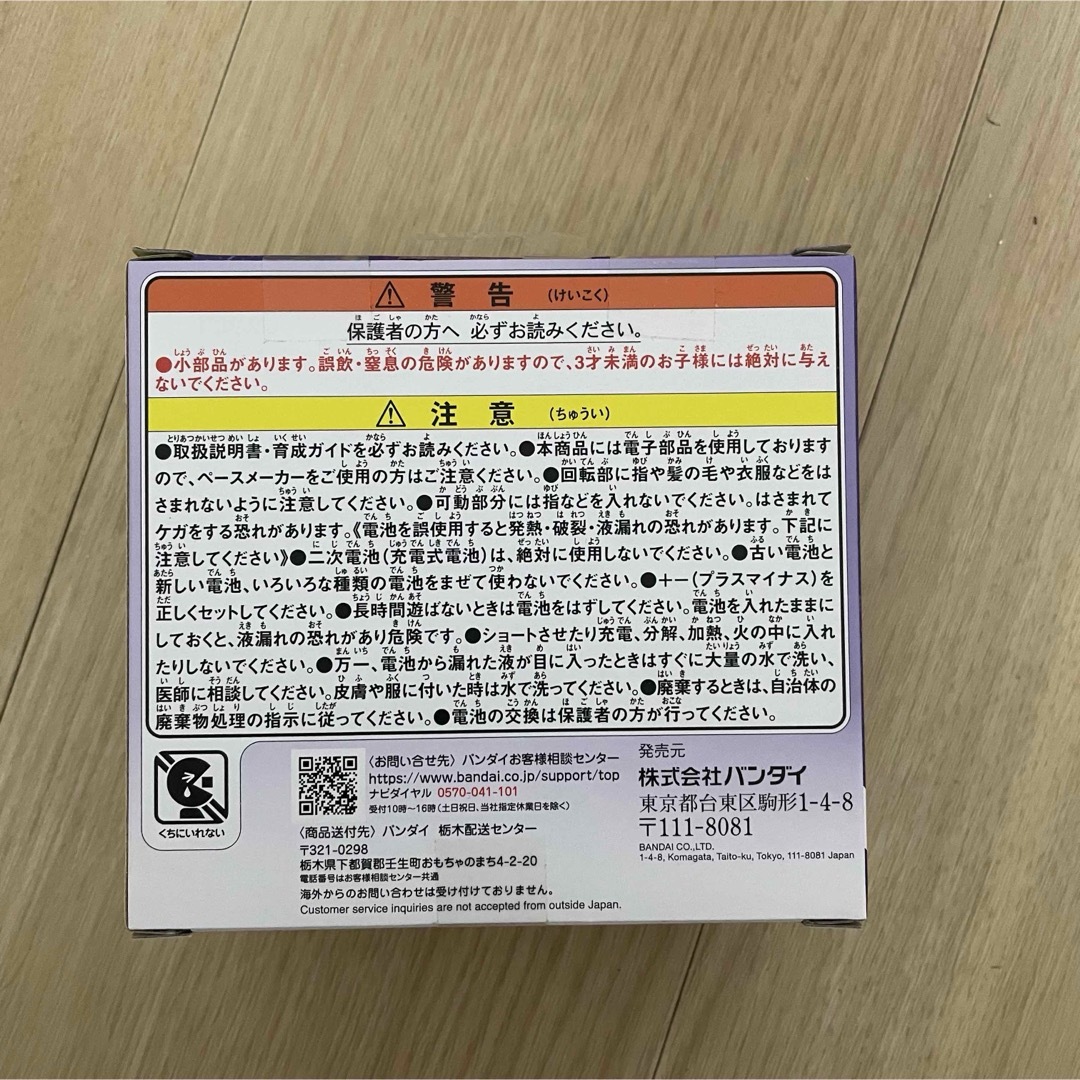 ⚠ 警告 (けいこく)
保護者の方へ 必ずお読みください。
●小部品があります。誤飲・窒息の危険がありますので、3才未満のお子様には絶対に与え
ないでください。
⚠ 注意 (ちゅうい)
●取扱説明書・育成ガイドを必ずお読みください。●本商品には電子部品を使用しております
ので、ペースメーカーをご使用の方はご注意ください。●回転部に指や髪の毛や衣服などをは
さまれないように注意してください。●可動部分には指などを入れないでください。はさまれて
ケガをする恐れがあります。《電池を誤使用すると発熱・破裂・液漏れの恐れがあります。下記に
注意してください》●二次電池(充電式電池)は、絶対に使用しないでください。●古い電池と
新しい電池、いろいろな種類の電池をまぜて使わないでください。●+-(プラスマイナス)を
正しくセットしてください。●長時間遊ばないときは電池をはずしてください。電池を入れたままに
しておくと、液漏れの恐れがあり危険です。●ショートさせたり充電、分解、加熱、火の中に入れ
たりしないでください。●万一、電池から漏れた液が目に入ったときはすぐに大量の水で洗い、
医師に相談してください。皮膚や服に付いた時は水で洗ってください。●廃棄するときは、自治体の
廃棄物処理の指示に従ってください。●電池の交換は保護者の方が行ってください。
くちにいれない
〈お問い合せ先〉バンダイお客様相談センター
https://www.bandai.co.jp/support/top
ナビダイヤル 0570-041-101
受付10時〜16時(土日祝日、当社指定休業日を除く)
〈商品送付先〉バンダイ 栃木配送センター
〒321-0298
栃木県下都賀郡壬生町おもちゃのまち4-2-20
電話番号はお客様相談センター共通
海外からのお問い合わせは受け付けておりません。
Customer service inquiries are not accepted from outside Japan.
発売元
株式会社バンダイ
東京都台東区駒形1-4-8
〒111-8081
BANDAI CO.,LTD.
1-4-8, Komagata, Taito-ku, Tokyo, 111-8081 Japan